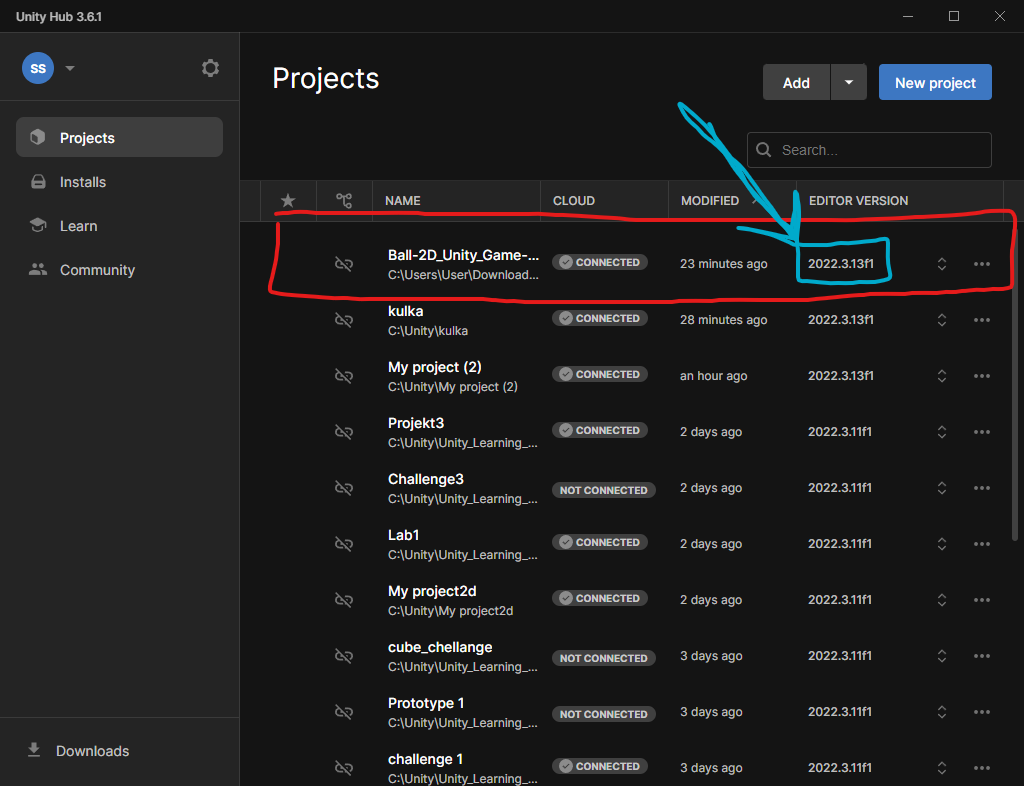 Unity Hub 3.6.1
SS
Projects
Installs
Learn
Community
Downloads
Projects
Add
New project
Search...
NAME CLOUD MODIFIED EDITOR VERSION
Ball-2D_Unity_Game-... CONNECTED 23 minutes ago 2022.3.13f1
C:\Users\User\Download...
kulka CONNECTED 28 minutes ago 2022.3.13f1
C:\Unity\kulka
My project (2) CONNECTED an hour ago 2022.3.13f1
C:\Unity\My project (2)
Projekt3 CONNECTED 2 days ago 2022.3.11f1
C:\Unity\Unity_Learning_...
Challenge3 NOT CONNECTED 2 days ago 2022.3.11f1
C:\Unity\Unity_Learning_...
Lab1 CONNECTED 2 days ago 2022.3.11f1
C:\Unity\Unity_Learning_...
My project2d CONNECTED 2 days ago 2022.3.11f1
C:\Unity\My project2d
cube_chellange NOT CONNECTED 3 days ago 2022.3.11f1
C:\Unity\Unity_Learning_...
Prototype 1 NOT CONNECTED 3 days ago 2022.3.11f1
C:\Unity\Unity_Learning_...
challenge 1 CONNECTED 3 days ago 2022.3.11f1
C:\Unity\Unity_Learning_...